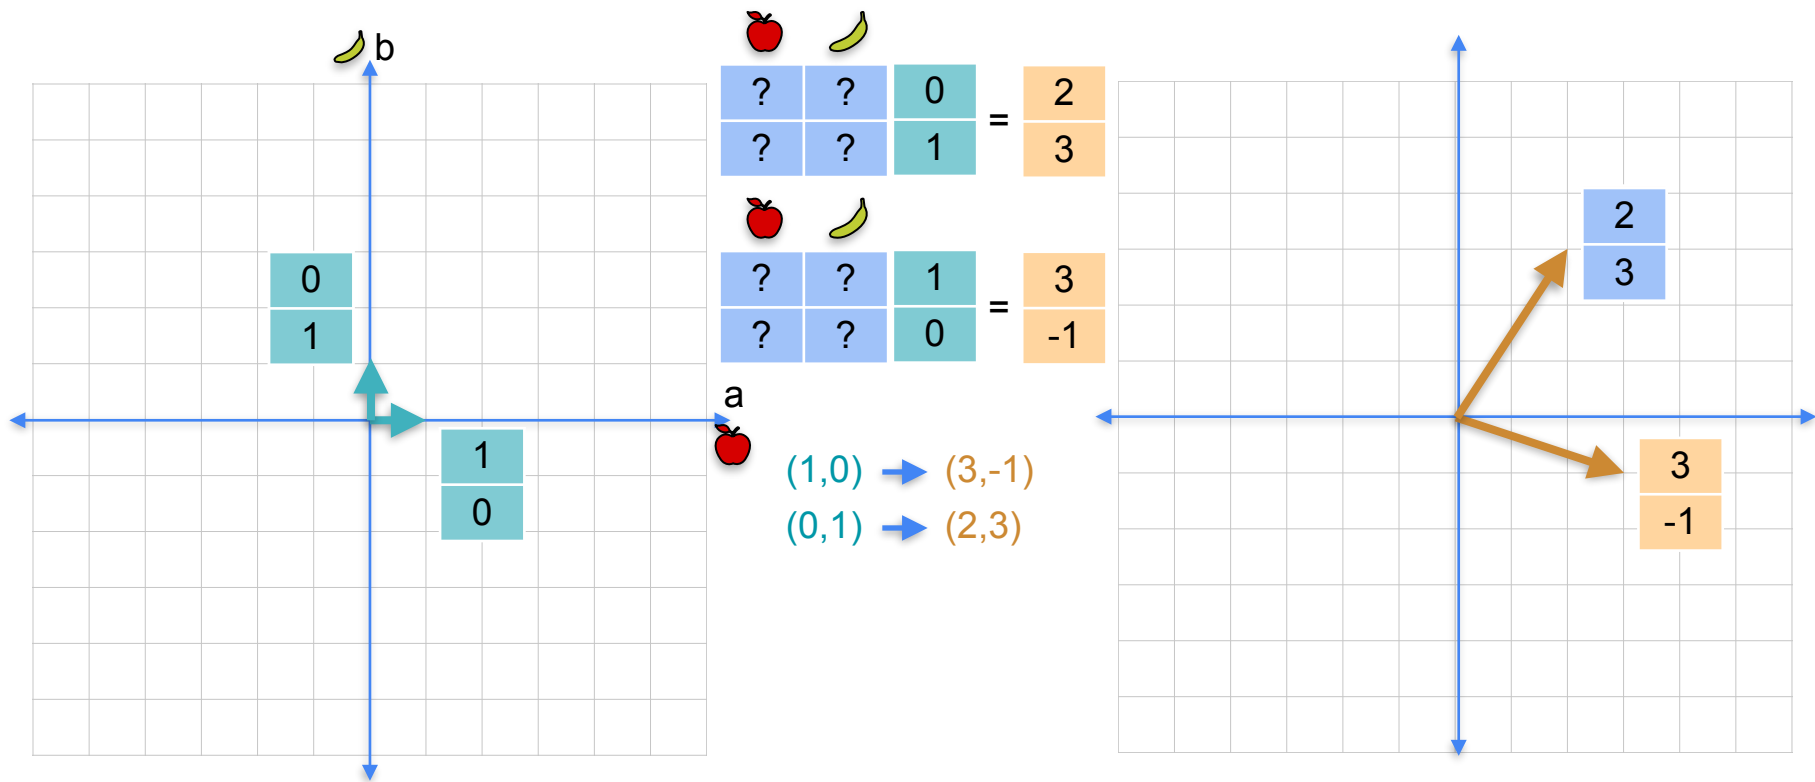 b
0
1
1
0
a
? ? 0 = 2
? ? 1 3
? ? 1 = 3
? ? 0 -1
(1,0) (3,-1)
(0,1) (2,3)
2
3
3
-1